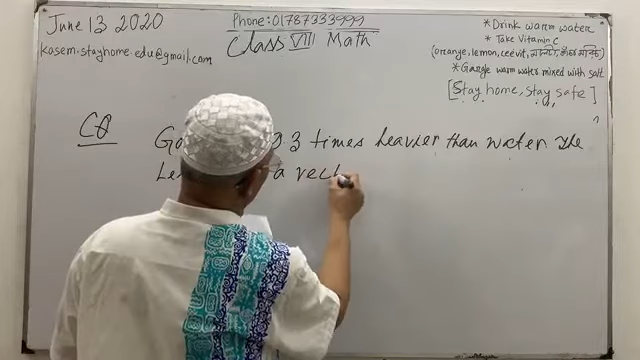 June 13 2020
Phone: 01787333999
* Drink warm water
kasem.stayhome.edu@gmail.com
Class VIII Math
* Take Vitamin C
(orange, lemon, ceevit,
* Gargle warm water mixed with salt
[Stay home, stay safe]
CQ
3 times heavier than water The
Le a rect